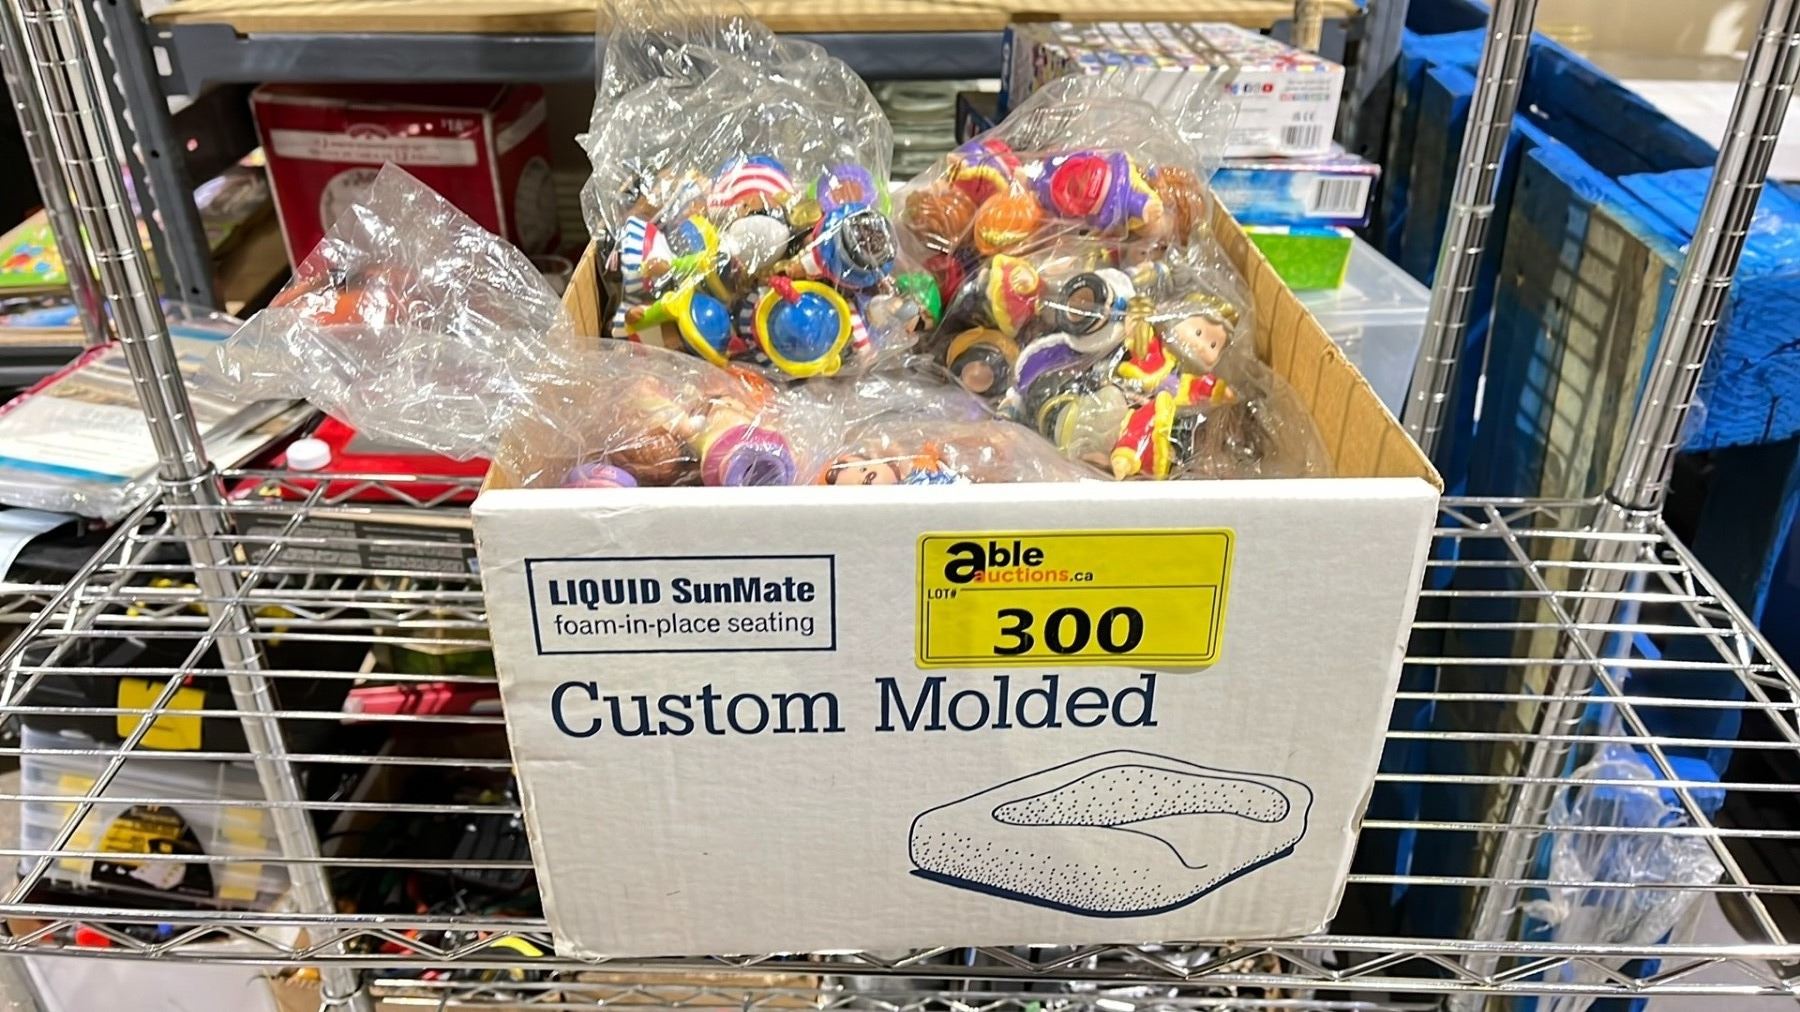 able
auctions.ca
LOT#
300
LIQUID SunMate
foam-in-place seating
Custom Molded